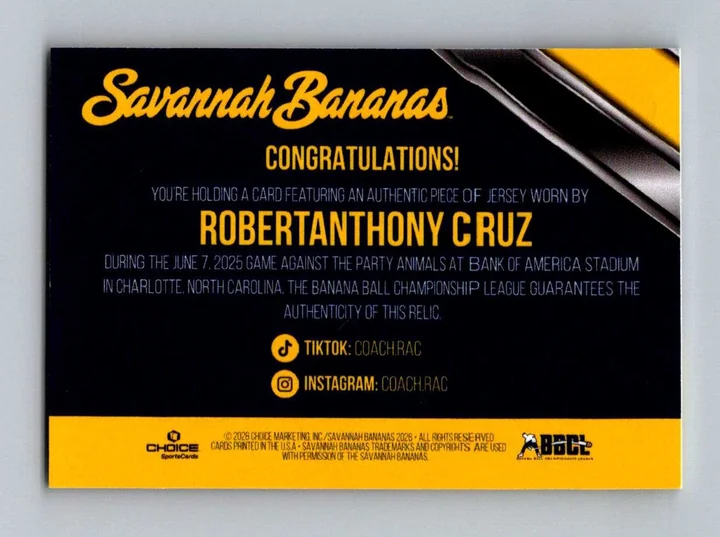 Savannah Bananas
CONGRATULATIONS!
YOU'RE HOLDING A CARD FEATURING AN AUTHENTIC PIECE OF JERSEY WORN BY
ROBERTANTHONY CRUZ
DURING THE JUNE 7, 2025 GAME AGAINST THE PARTY ANIMALS AT BANK OF AMERICA STADIUM
IN CHARLOTTE, NORTH CAROLINA. THE BANANA BALL CHAMPIONSHIP LEAGUE GUARANTEES THE
AUTHENTICITY OF THIS RELIC.
TIKTOK: COACH.RAC
INSTAGRAM: COACH.RAC
CHOICE
SportsCards
© 2026 CHOICE MARKETING, INC/SAVANNAH BANANAS 2026 • ALL RIGHTS RESERVED
CARDS PRINTED IN THE U.S.A • SAVANNAH BANANAS TRADEMARKS AND COPYRIGHTS ARE USED
WITH PERMISSION OF THE SAVANNAH BANANAS.
BBCL
BANANA BALL CHAMPIONSHIP LEAGUE